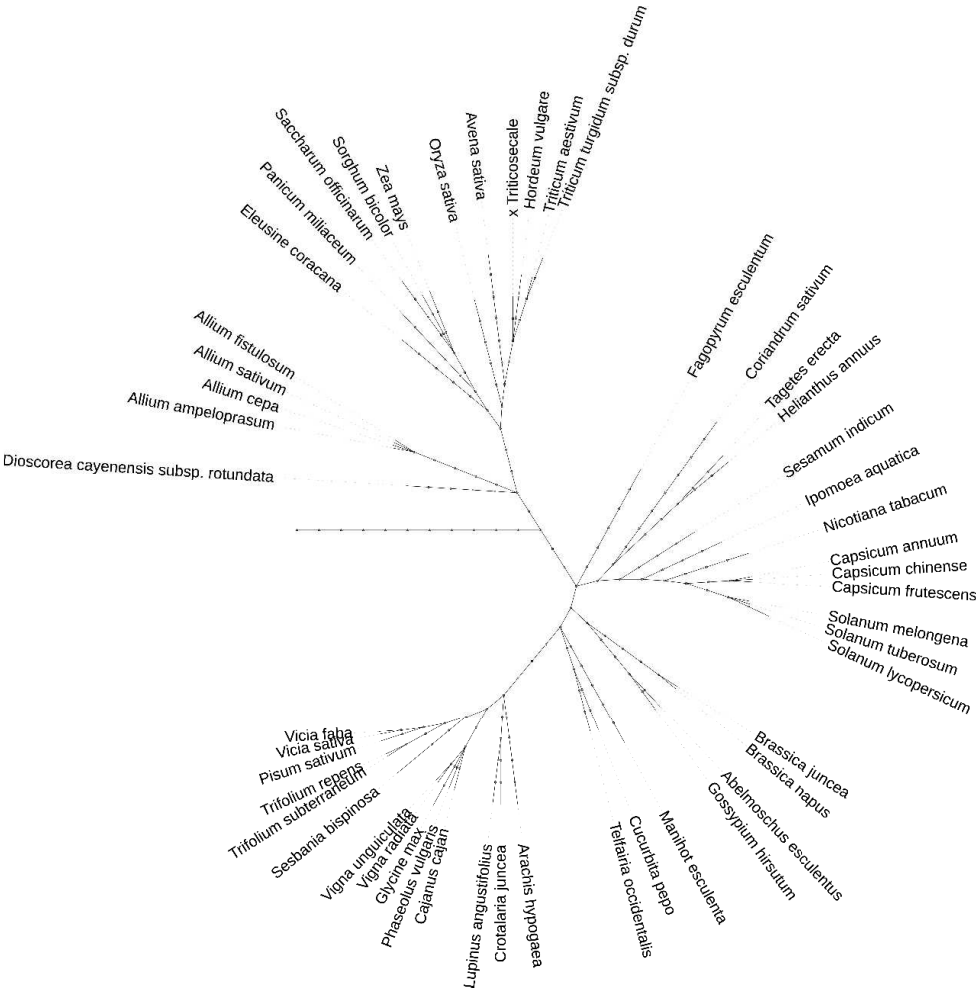 Triticum turgidum subsp. durum
Triticum aestivum
Hordeum vulgare
x Triticosecale
Avena sativa
Oryza sativa
Zea mays
Sorghum bicolor
Saccharum officinarum
Panicum miliaceum
Eleusine coracana
Allium fistulosum
Allium sativum
Allium cepa
Allium ampeloprasum
Dioscorea cayenensis subsp. rotundata
Fagopyrum esculentum
Coriandrum sativum
Tagetes erecta
Helianthus annuus
Sesamum indicum
Ipomoea aquatica
Nicotiana tabacum
Capsicum annuum
Capsicum chinense
Capsicum frutescens
Solanum melongena
Solanum tuberosum
Solanum lycopersicum
Brassica juncea
Brassica napus
Abelmoschus esculentus
Gossypium hirsutum
Manihot esculenta
Cucurbita pepo
Telfairia occidentalis
Arachis hypogaea
Crotalaria juncea
Lupinus angustifolius
Cajanus cajan
Phaseolus vulgaris
Glycine max
Vigna radiata
Vigna unguiculata
Sesbania bispinosa
Trifolium subterraneum
Trifolium repens
Pisum sativum
Vicia sativa
Vicia faba